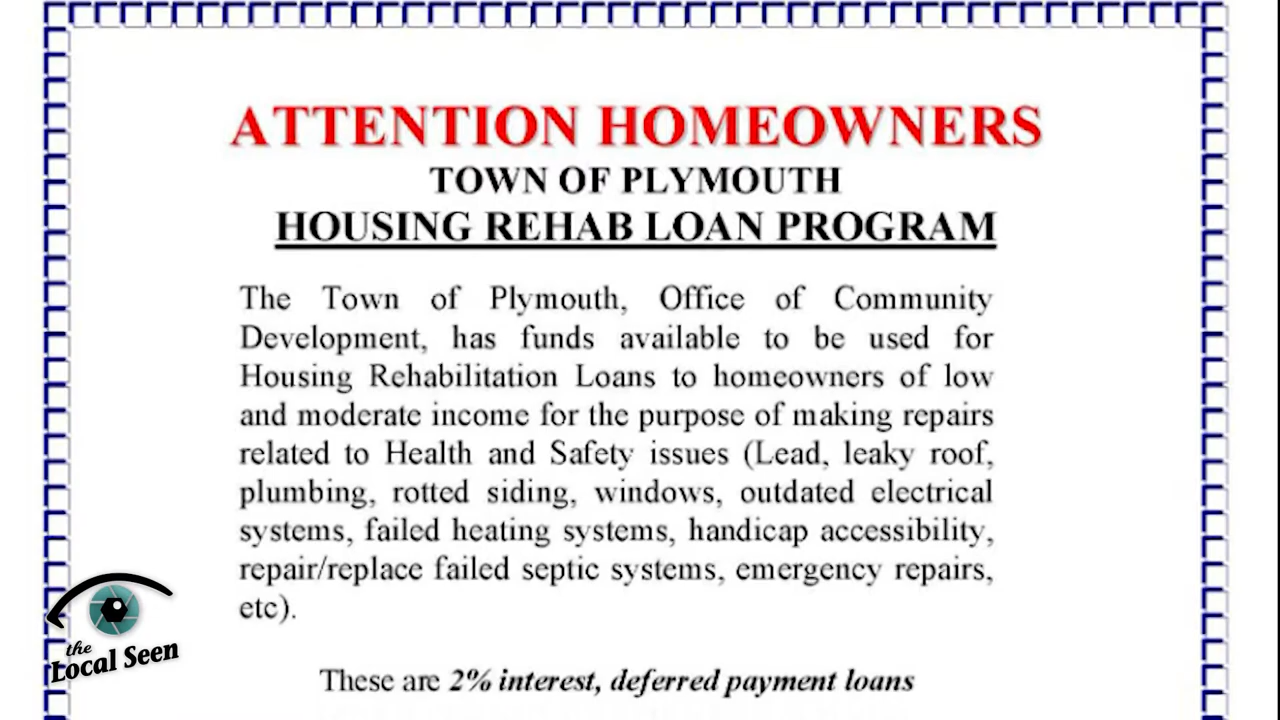 ATTENTION HOMEOWNERS
TOWN OF PLYMOUTH
HOUSING REHAB LOAN PROGRAM
The Town of Plymouth, Office of Community
Development, has funds available to be used for
Housing Rehabilitation Loans to homeowners of low
and moderate income for the purpose of making repairs
related to Health and Safety issues (Lead, leaky roof,
plumbing, rotted siding, windows, outdated electrical
systems, failed heating systems, handicap accessibility,
repair/replace failed septic systems, emergency repairs,
etc).
These are 2% interest, deferred payment loans
the
Local Seen